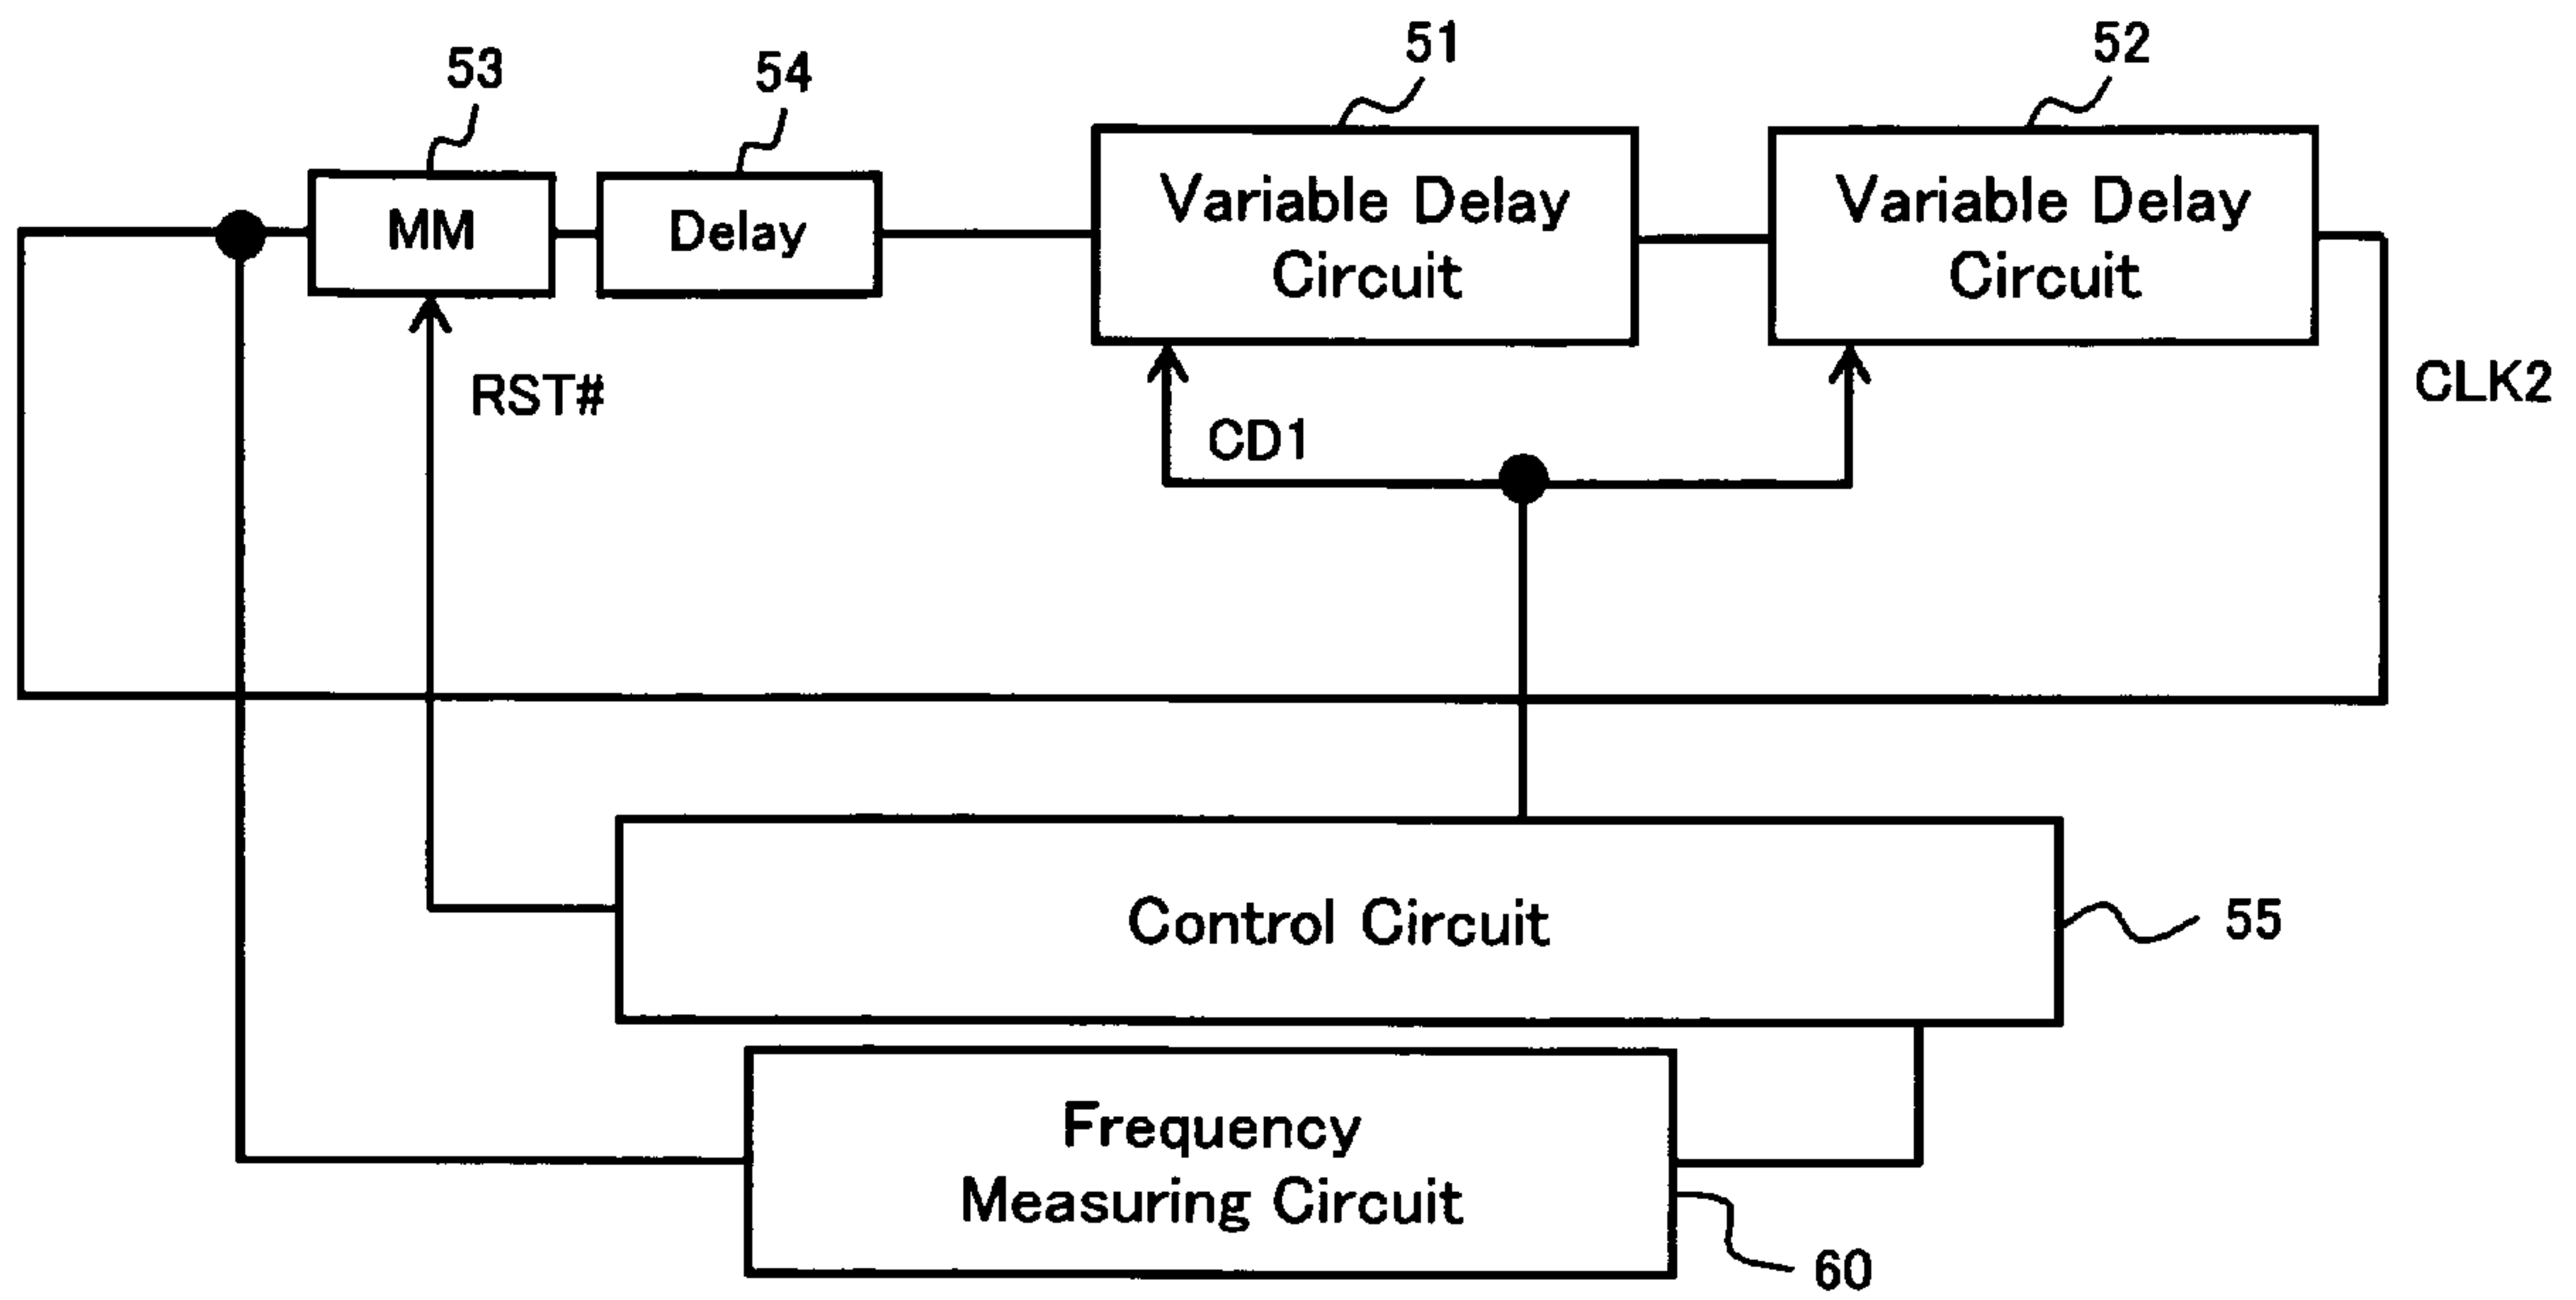 51
52
53
54
Variable Delay
Circuit
Variable Delay
Circuit
MM
Delay
RST#
CD1
CLK2
Control Circuit
55
Frequency
Measuring Circuit
60